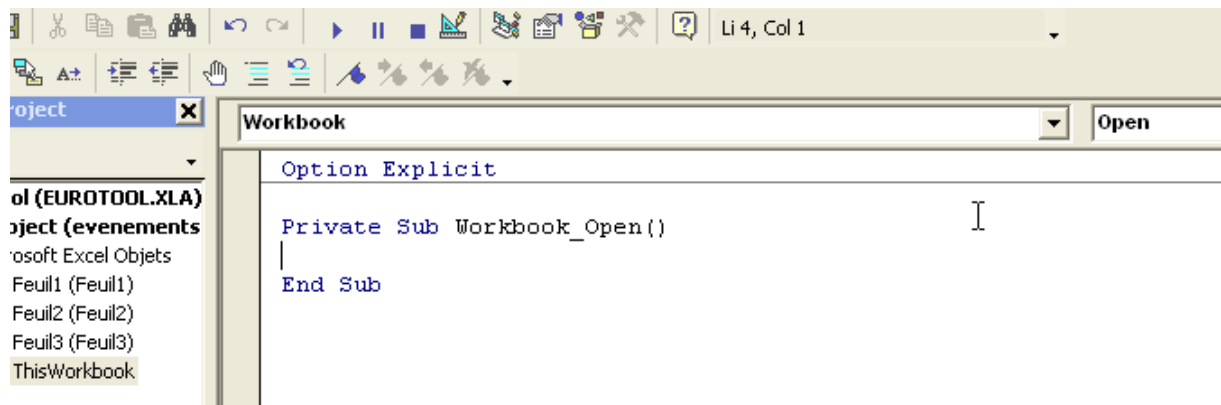 Li 4, Col 1
roject
Workbook
Open
Option Explicit
ol (EUROTOOL.XLA)
oject (evenements
Private Sub Workbook_Open()
rosoft Excel Objets
Feuil1 (Feuil1)
End Sub
Feuil2 (Feuil2)
Feuil3 (Feuil3)
ThisWorkbook